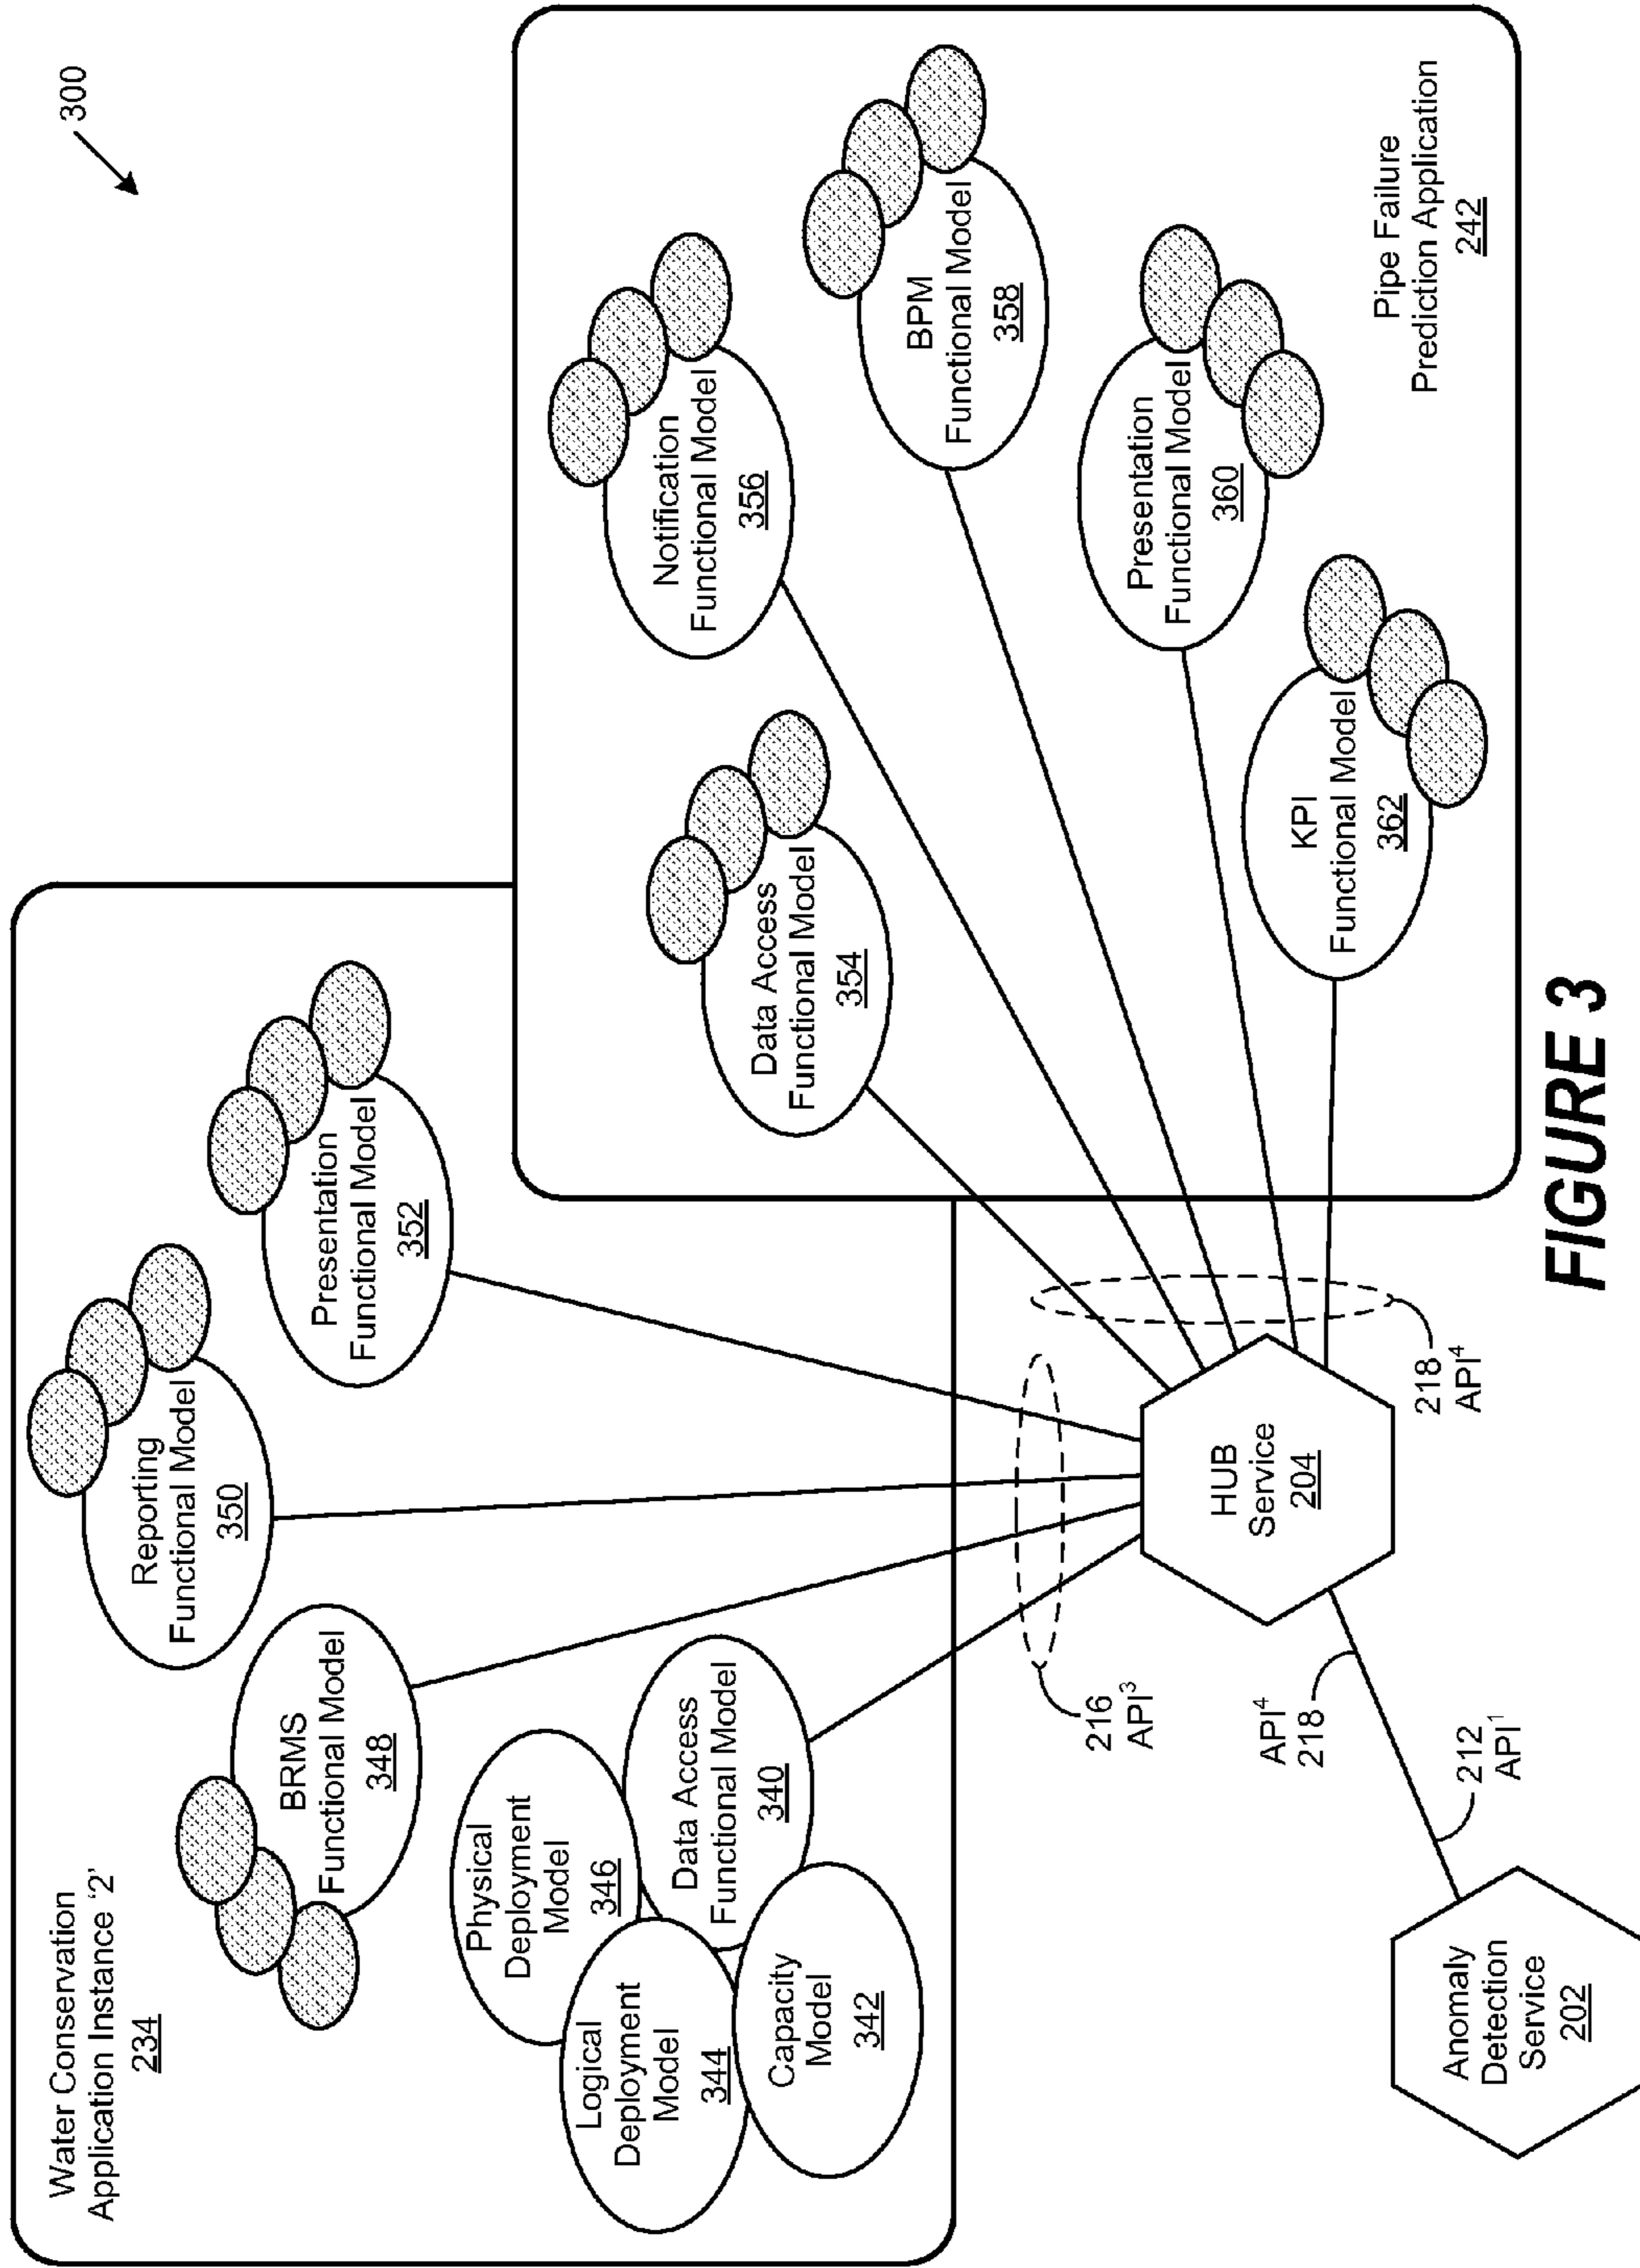 300
Water Conservation
Application Instance '2'
234
Reporting
Functional Model
350
BRMS
Functional Model
348
Presentation
Functional Model
352
Physical
Deployment
Model
346
Logical
Deployment
Model
344
Data Access
Functional Model
340
Capacity
Model
342
Notification
Functional Model
356
Data Access
Functional Model
354
BPM
Functional Model
358
Presentation
Functional Model
360
KPI
Functional Model
362
Pipe Failure
Prediction Application
242
216
API³
218
API⁴
HUB
Service
204
API⁴
218
212
API¹
Anomaly
Detection
Service
202
FIGURE 3